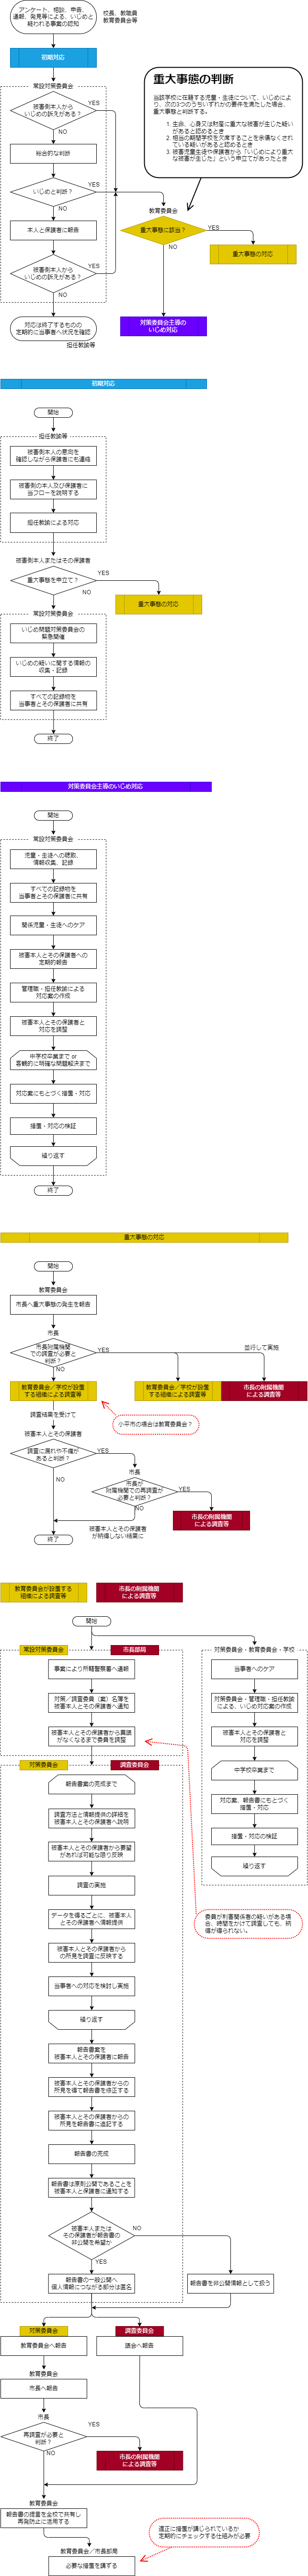 アンケート、相談、申告、
通報、発見等による、いじめと
疑われる事案の認知
校長、教職員
教育委員会等
初期対応
常設対策委員会
被害側本人から
いじめの訴えがある?
YES
NO
総合的な判断
いじめと判断?
YES
NO
本人と保護者に報告
被害側本人から
いじめの訴えがある?
YES
NO
対応は終了するものの
定期的に当事者へ状況を確認
担任教諭等
重大事態の判断
当該学校に在籍する児童・生徒について、いじめによ
り、次の3つのうちいずれかの要件を満たした場合、
重大事態と判断する。
1. 生命、心身又は財産に重大な被害が生じた疑い
があると認めるとき
2. 相当の期間学校を欠席することを余儀なくされ
ている疑いがあると認めるとき
3. 被害児童生徒や保護者から「いじめにより重大
な被害が生じた」という申立てがあったとき
教育委員会
重大事態に該当?
YES
NO
重大事態の対応
対策委員会主導の
いじめ対応
初期対応
開始
担任教諭等
被害側本人の意向を
確認しながら保護者にも連絡
被害側の本人及び保護者に
当フローを説明する
担任教諭による対応
被害側本人またはその保護者
重大事態を申立て?
YES
NO
重大事態の対応
常設対策委員会
いじめ問題対策委員会の
緊急開催
いじめの疑いに関する情報の
収集・記録
すべての記録物を
当事者とその保護者に共有
終了
対策委員会主導のいじめ対応
開始
常設対策委員会
児童・生徒への聴取、
情報収集、記録
すべての記録物を
当事者とその保護者に共有
関係児童・生徒へのケア
被害本人とその保護者への
定期的報告
管理職・担任教諭による
対応案の作成
被害本人とその保護者と
対応を調整
中学校卒業まで or
客観的に明確な問題解決まで
対応案にもとづく措置・対応
措置・対応の検証
繰り返す
終了
重大事態の対応
開始
教育委員会
市長へ重大事態の発生を報告
市長
市長附属機関
での調査が必要と
判断?
YES
NO
並行して実施
教育委員会/学校が設置
する組織による調査等
教育委員会/学校が設置
する組織による調査等
市長の附属機関
による調査等
調査結果を受けて
小平市の場合は教育委員会?
被害本人とその保護者
調査に漏れや不備が
あると判断?
YES
NO
市長
市長が
附属機関での再調査が
必要と判断?
YES
NO
市長の附属機関
による調査等
被害本人とその保護者
が納得しない結果に
終了
教育委員会が設置する
組織による調査等
市長の附属機関
による調査等
開始
常設対策委員会
市長部局
事案により所轄警察署へ通報
対策/調査委員(案)名簿を
被害本人とその保護者へ通知
被害本人とその保護者から異議
がなくなるまで委員を調整
対策委員会・教育委員会・学校
当事者へのケア
対策委員会・管理職・担任教諭
による、いじめ対応案の作成
被害本人とその保護者と
対応を調整
中学校卒業まで
対応案、報告書にもとづく
措置・対応
措置・対応の検証
繰り返す
対策委員会
調査委員会
報告書案の完成まで
調査方法と情報提供の詳細を
被害本人とその保護者へ説明
被害本人とその保護者から要望
があれば可能な限り反映
調査の実施
データを得るごとに、被害本人
とその保護者へ情報提供
被害本人とその保護者から
の所見を調査に反映する
当事者への対応を検討し実施
繰り返す
委員が利害関係者の疑いがある場
合、時間をかけて調査しても、納
得が得られない。
報告書案を
被害本人とその保護者に報告
被害本人とその保護者からの
所見を得て報告書を修正する
被害本人とその保護者からの
所見を報告書に追記する
報告書の完成
報告書は原則公開であることを
被害本人と保護者に通知する
被害本人または
その保護者が報告書の
非公開を希望か
NO
YES
報告書の一般公開へ
個人情報につながる部分は匿名
報告書を非公開情報として扱う
対策委員会
調査委員会
教育委員会へ報告
議会へ報告
教育委員会
市長へ報告
市長
再調査が必要と
判断?
YES
NO
市長の附属機関
による調査等
教育委員会
報告書の提言を全校で共有し
再発防止に活用する
適正に措置が講じられているか
定期的にチェックする仕組みが必要
教育委員会/市長部局
必要な措置を講ずる